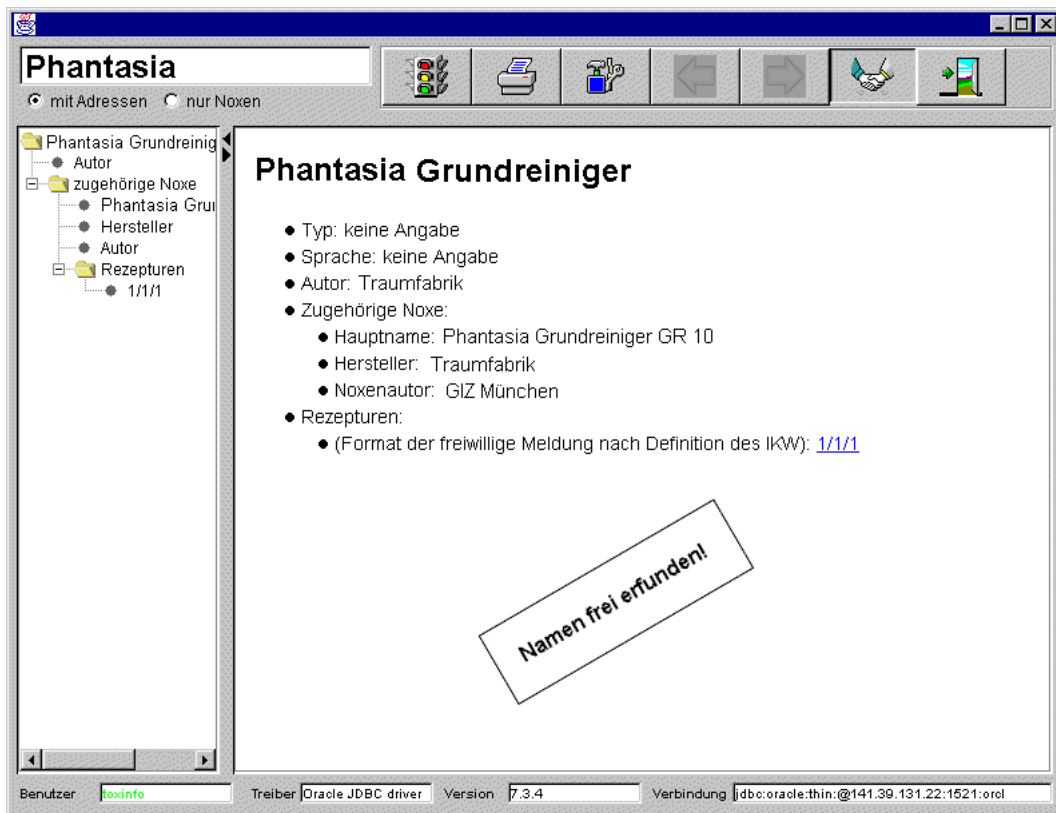 Phantasia
mit Adressen nur Noxen
Phantasia Grundreinig
Autor
zugehörige Noxe
Phantasia Grur
Hersteller
Autor
Rezepturen
1/1/1
Phantasia Grundreiniger
Typ: keine Angabe
Sprache: keine Angabe
Autor: Traumfabrik
Zugehörige Noxe:
Hauptname: Phantasia Grundreiniger GR 10
Hersteller: Traumfabrik
Noxenautor: GIZ München
Rezepturen:
(Format der freiwillige Meldung nach Definition des IKW): 1/1/1
Namen frei erfunden!
Benutzer toxinfo Treiber Oracle JDBC driver Version 7.3.4 Verbindung jdbc:oracle:thin:@141.39.131.22:1521:orcl